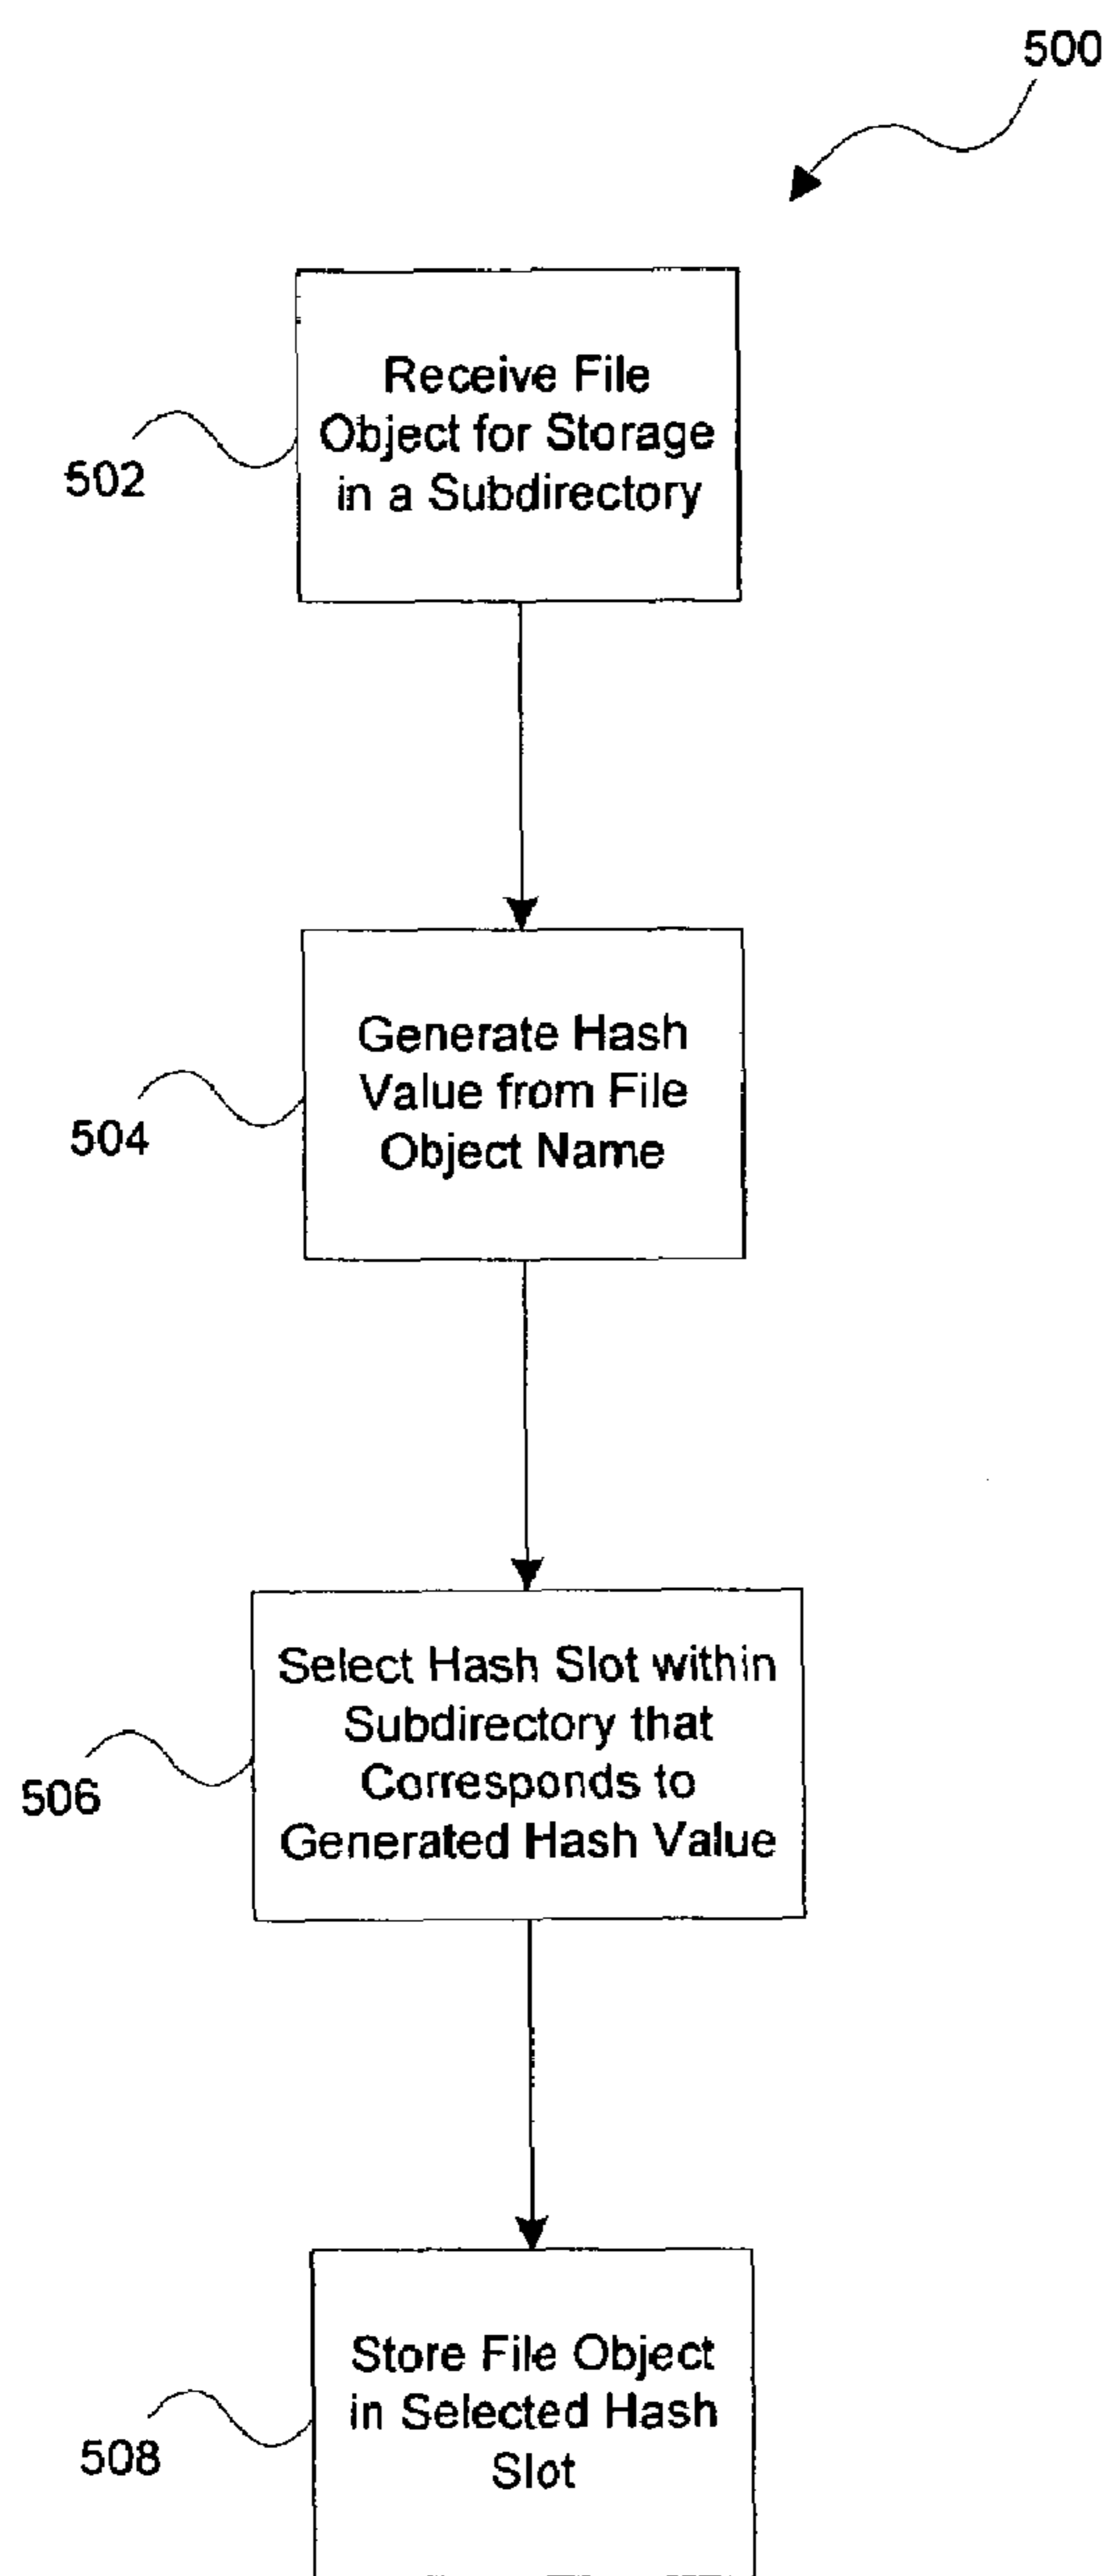 500
Receive File
Object for Storage
in a Subdirectory
502
Generate Hash
Value from File
Object Name
504
Select Hash Slot within
Subdirectory that
Corresponds to
Generated Hash Value
506
Store File Object
in Selected Hash
Slot
508